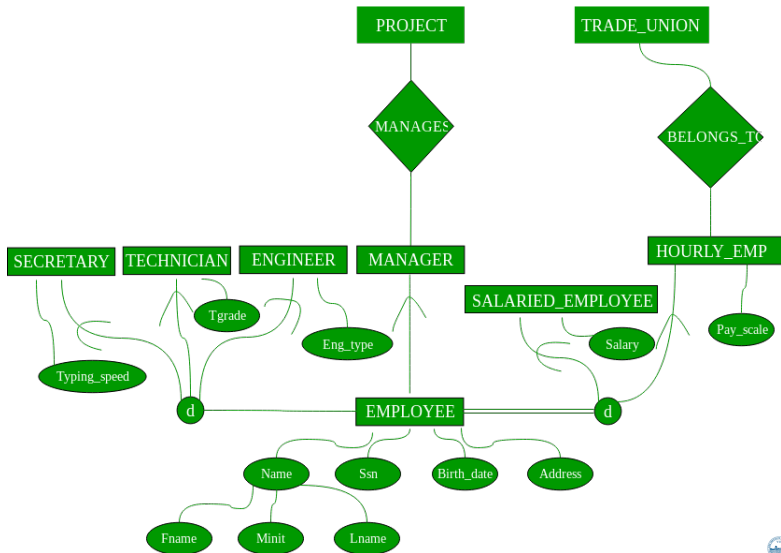 PROJECT
TRADE_UNION
MANAGES
BELONGS_TO
SECRETARY
TECHNICIAN
ENGINEER
MANAGER
HOURLY_EMP
SALARIED_EMPLOYEE
Tgrade
Eng_type
Salary
Pay_scale
Typing_speed
d
EMPLOYEE
d
Name
Ssn
Birth_date
Address
Fname
Minit
Lname